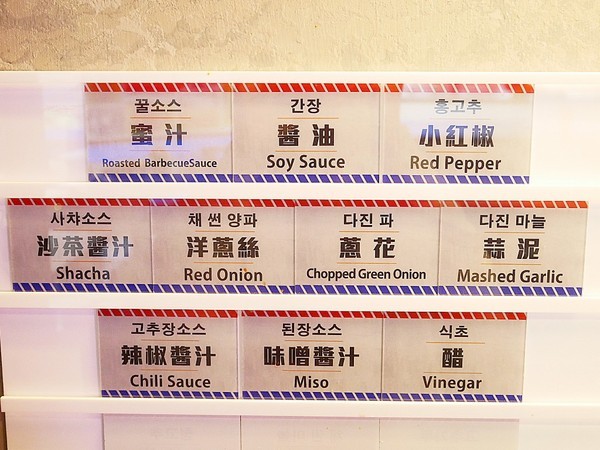 꿀소스
蜜汁
Roasted BarbecueSauce
간장
醬油
Soy Sauce
홍고추
小紅椒
Red Pepper
사챠소스
沙茶醬汁
Shacha
채 썬 양파
洋蔥絲
Red Onion
다진 파
蔥花
Chopped Green Onion
다진 마늘
蒜泥
Mashed Garlic
고추장소스
辣椒醬汁
Chili Sauce
된장소스
味噌醬汁
Miso
식초
醋
Vinegar